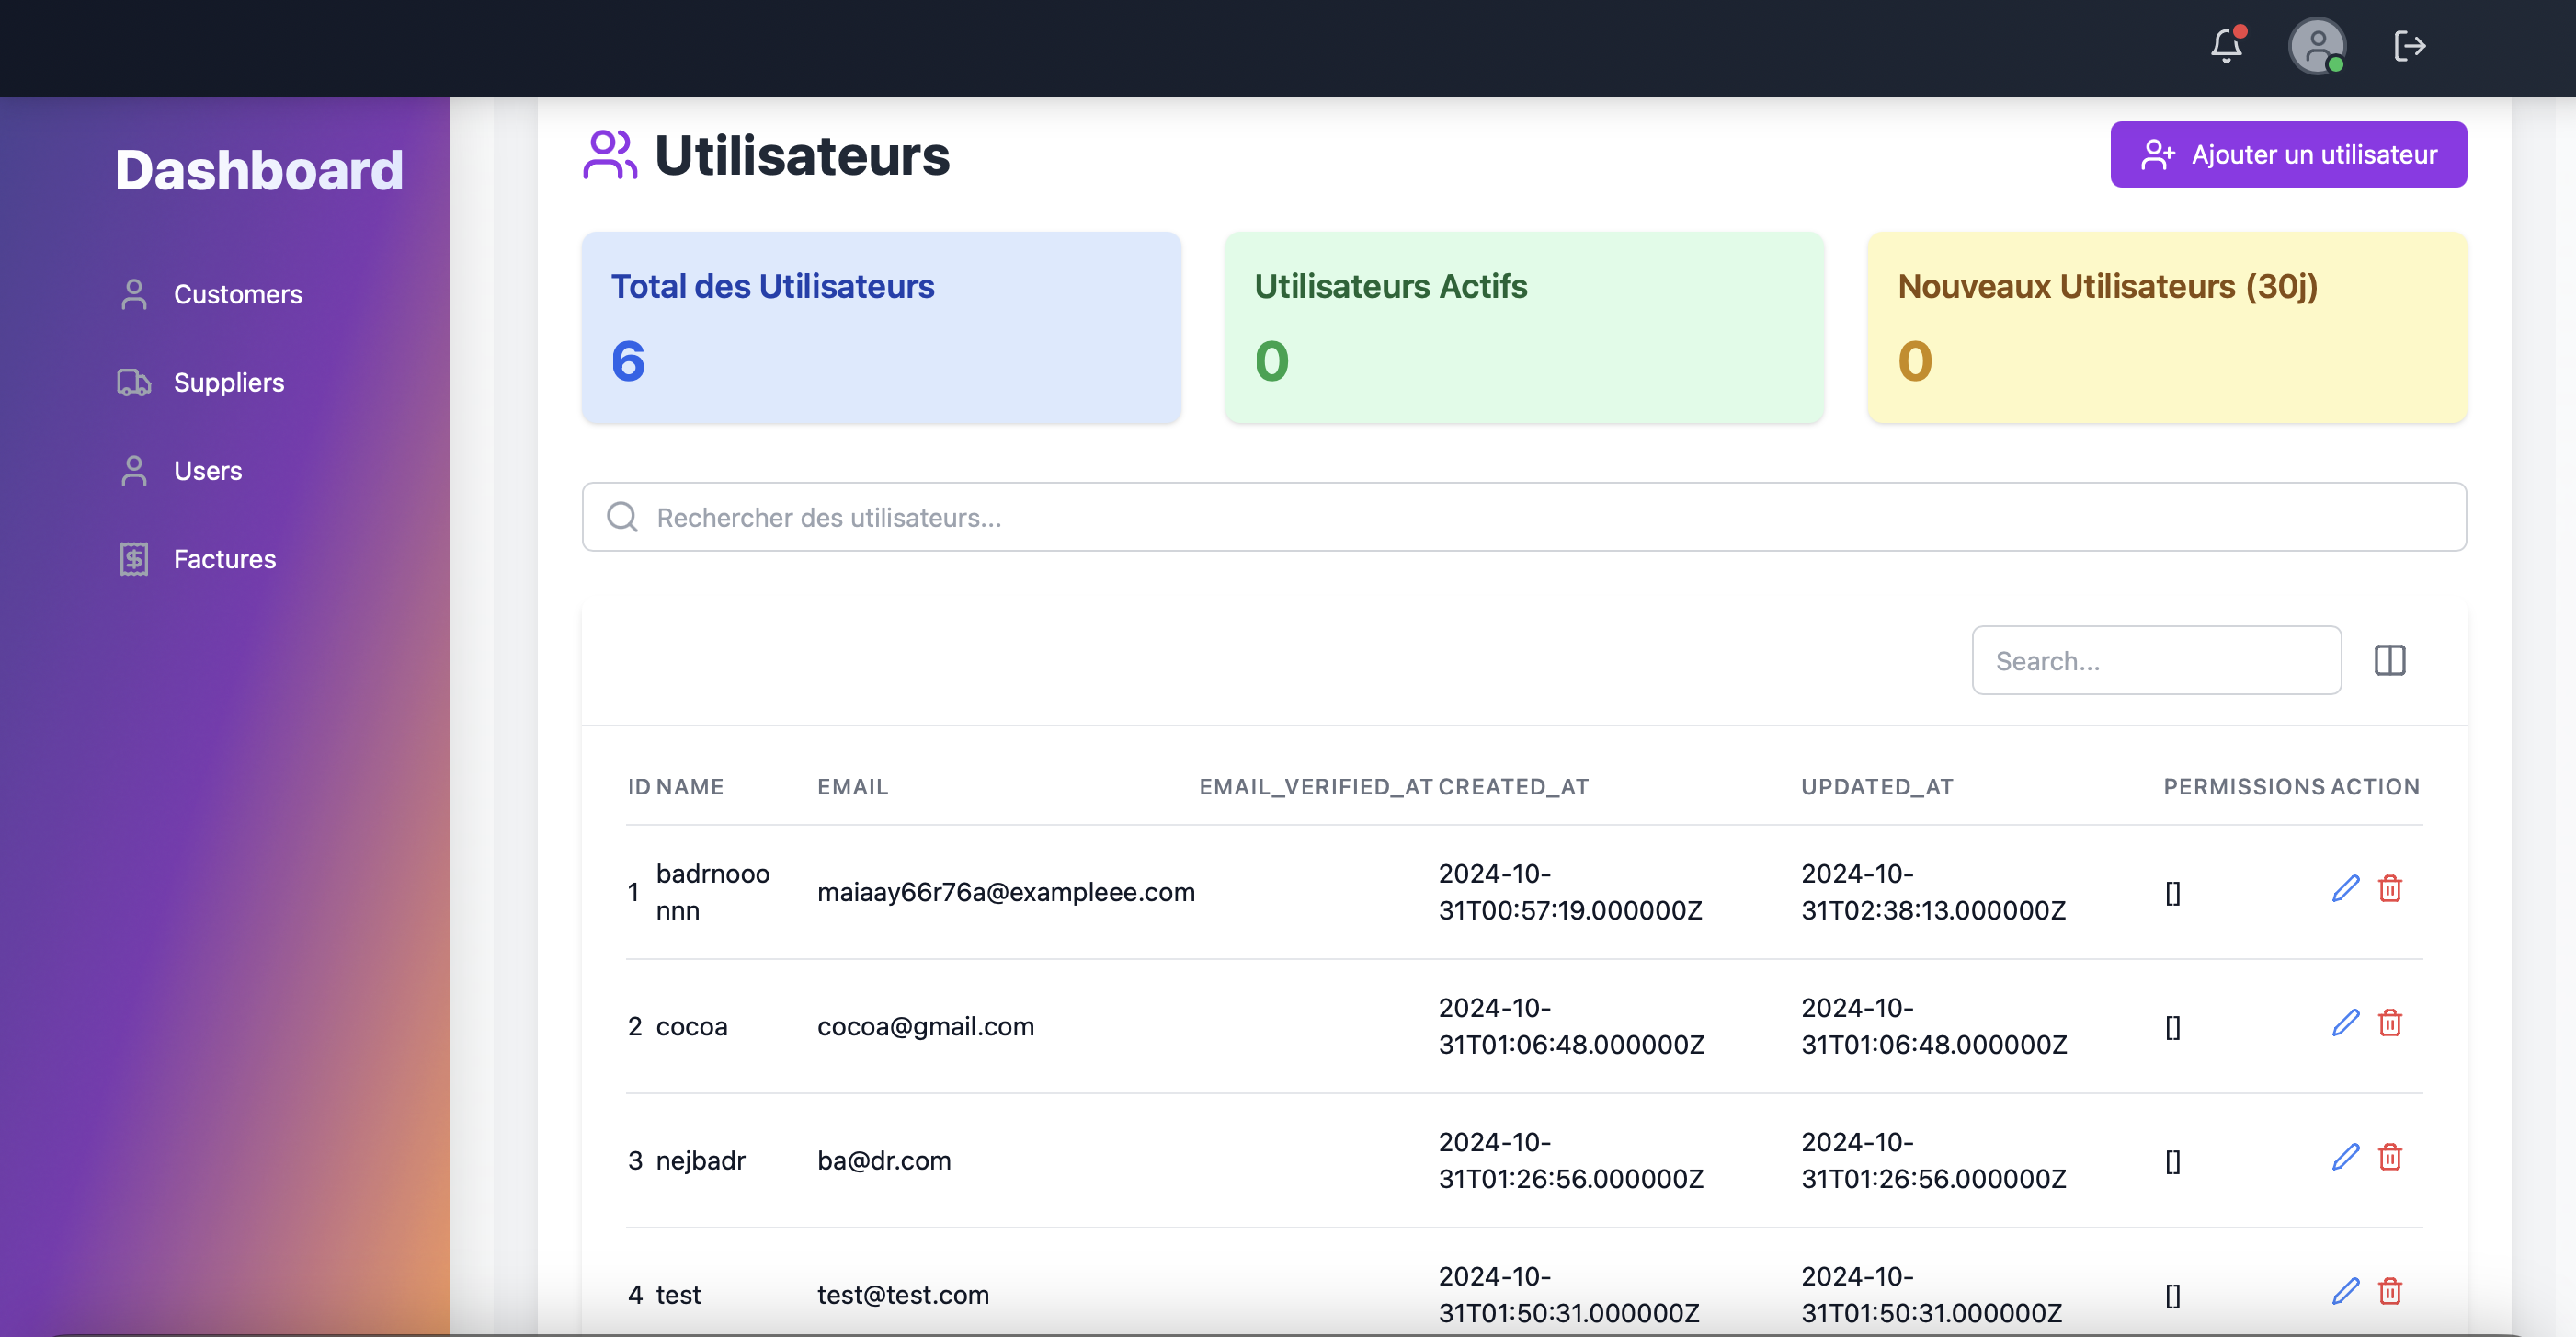 Dashboard
Customers
Suppliers
Users
Factures
Utilisateurs
Ajouter un utilisateur
Total des Utilisateurs
6
Utilisateurs Actifs
0
Nouveaux Utilisateurs (30j)
0
Rechercher des utilisateurs...
Search...
ID NAME EMAIL EMAIL_VERIFIED_AT CREATED_AT UPDATED_AT PERMISSIONS ACTION
1 badrnooo
nnn
maiaay66r76a@exampleee.com
2024-10-
31T00:57:19.000000Z
2024-10-
31T02:38:13.000000Z
[]
2 cocoa cocoa@gmail.com
2024-10-
31T01:06:48.000000Z
2024-10-
31T01:06:48.000000Z
[]
3 nejbadr ba@dr.com
2024-10-
31T01:26:56.000000Z
2024-10-
31T01:26:56.000000Z
[]
4 test test@test.com
2024-10-
31T01:50:31.000000Z
2024-10-
31T01:50:31.000000Z
[]